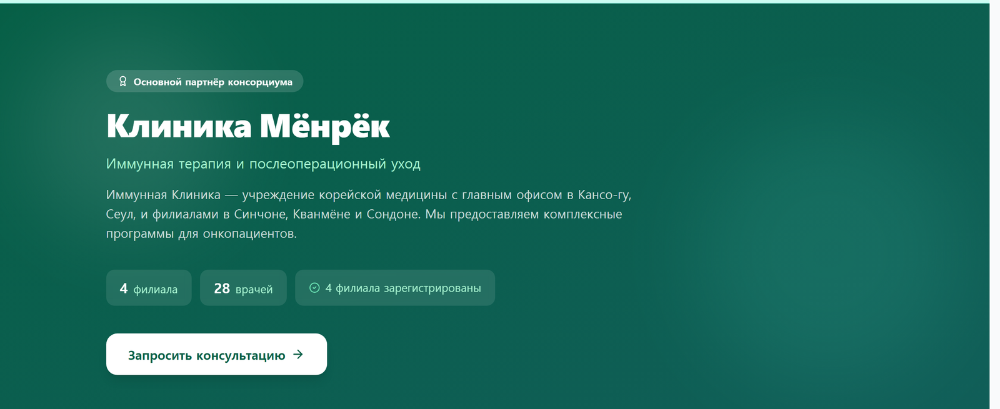 Основной партнёр консорциума
Клиника Мёнрёк
Иммунная терапия и послеоперационный уход
Иммунная Клиника — учреждение корейской медицины с главным офисом в Кансо-гу,
Сеул, и филиалами в Синчоне, Кванмёне и Сондоне. Мы предоставляем комплексные
программы для онкопациентов.
4 филиала
28 врачей
4 филиала зарегистрированы
Запросить консультацию →